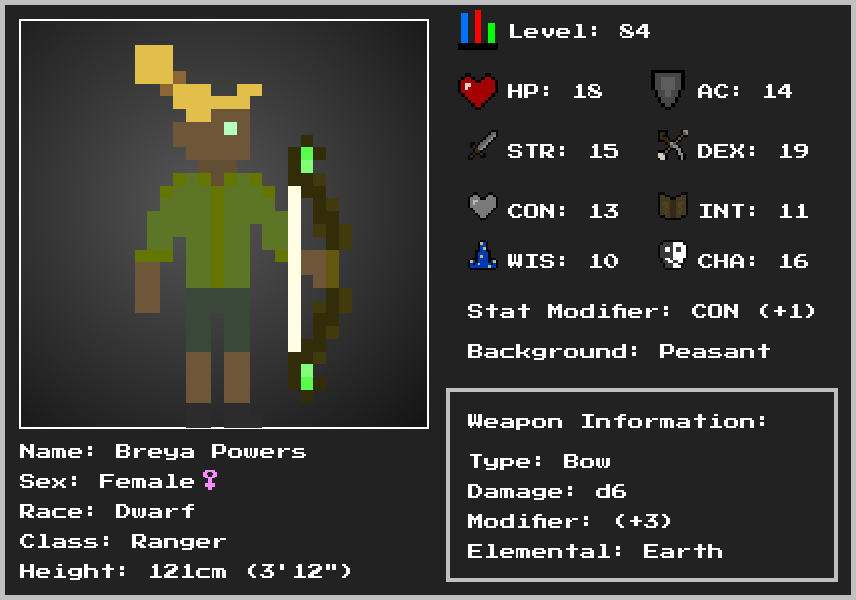 Level: 84
HP: 18
AC: 14
STR: 15
DEX: 19
CON: 13
INT: 11
WIS: 10
CHA: 16
Stat Modifier: CON (+1)
Background: Peasant
Weapon Information:
Type: Bow
Damage: d6
Modifier: (+3)
Elemental: Earth
Name: Breya Powers
Sex: Female♀
Race: Dwarf
Class: Ranger
Height: 121cm (3'12")